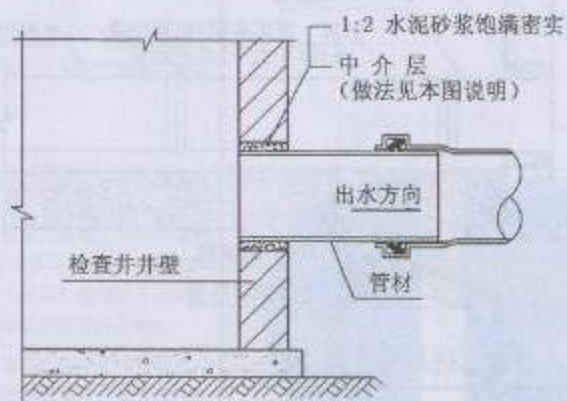 1:2 水泥砂浆饱满密实
中介层
(做法见本图说明)
出水方向
检查井井壁
管材